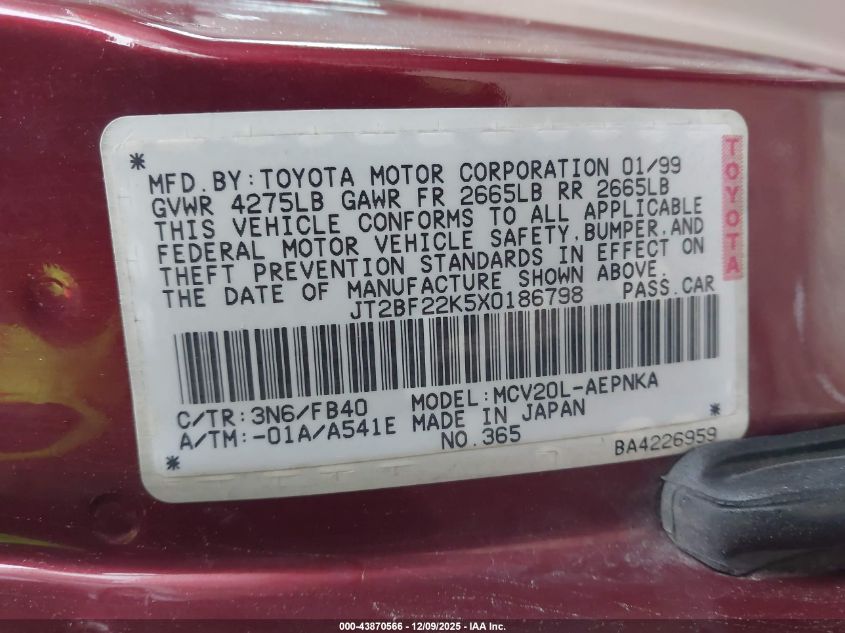 *
MFD.BY:TOYOTA MOTOR CORPORATION 01/99
GVWR 4275LB GAWR FR 2665LB RR 2665LB
THIS VEHICLE CONFORMS TO ALL APPLICABLE
FEDERAL MOTOR VEHICLE SAFETY,BUMPER,AND
THEFT PREVENTION STANDARDS IN EFFECT ON
THE DATE OF MANUFACTURE SHOWN ABOVE.
JT2BF22K5X0186798 PASS.CAR
C/TR:3N6/FB40 MODEL:MCV20L-AEPNKA
A/TM:-01A/A541E MADE IN JAPAN *
* NO.365 BA4226959
TOYOTA
000-43870566 - 12/09/2025 - IAA Inc.